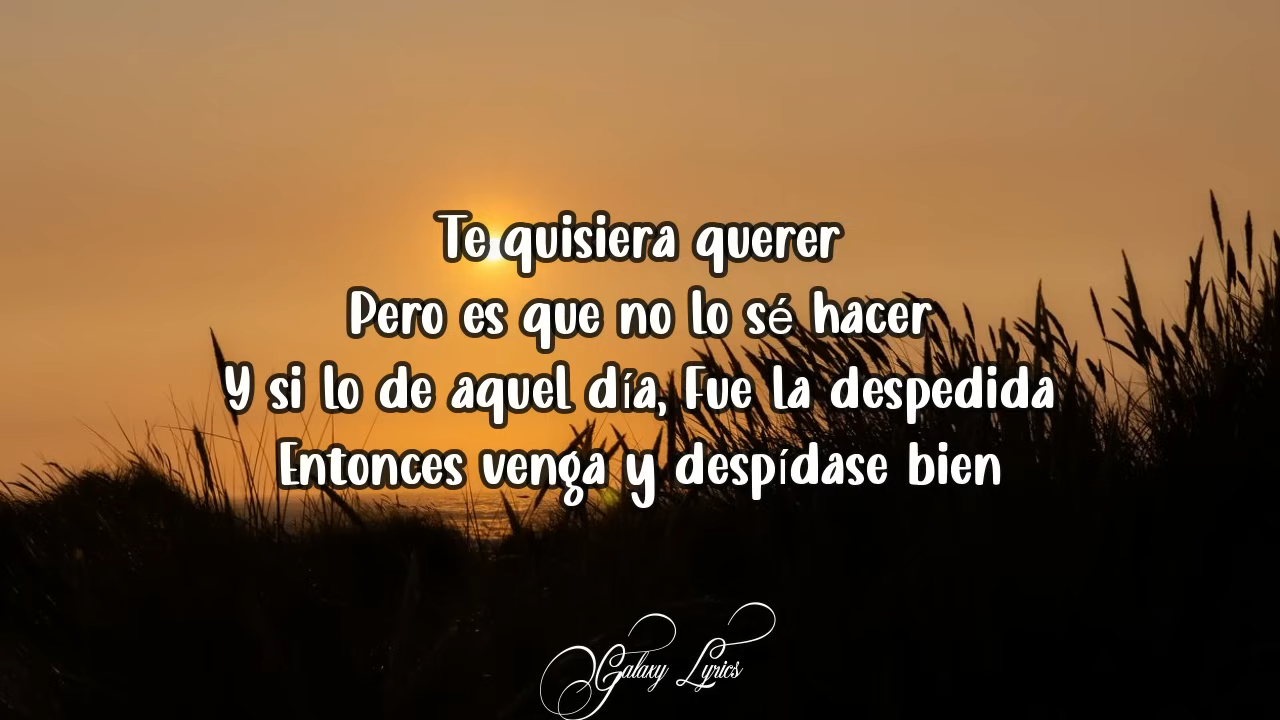 Te quisiera querer
Pero es que no lo sé hacer
Y si lo de aquel día, Fue la despedida
Entonces venga y despídase bien
Galaxy Lyrics